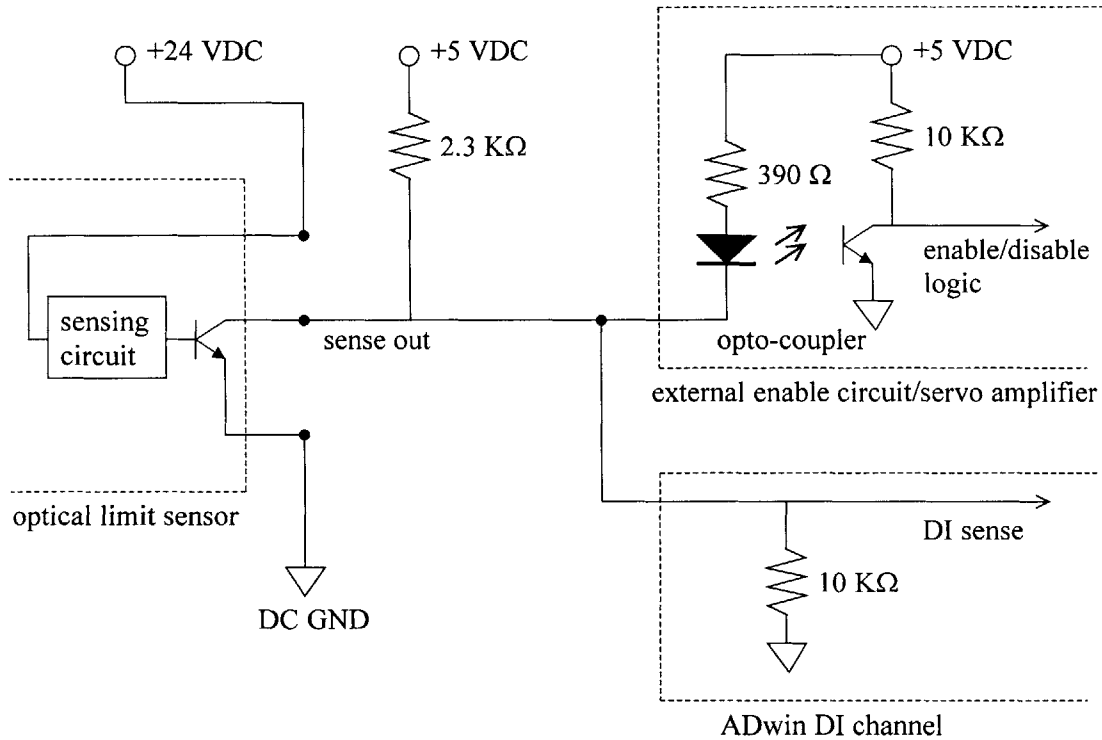 +24 VDC
+5 VDC
+5 VDC
2.3 KΩ
10 KΩ
390 Ω
enable/disable
logic
sensing
circuit
sense out
opto-coupler
external enable circuit/servo amplifier
optical limit sensor
DI sense
10 KΩ
DC GND
ADwin DI channel